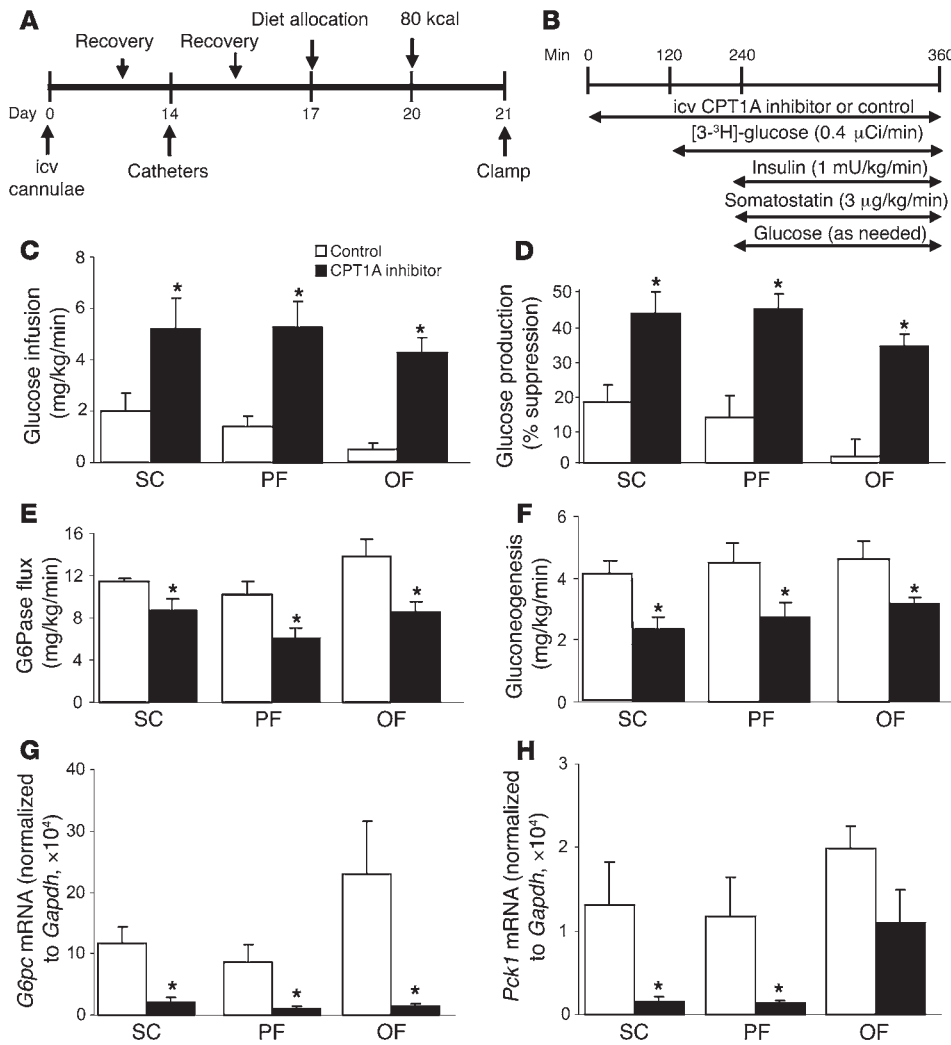 A
Recovery
Recovery
Diet allocation
80 kcal
Day
0
14
17
20
21
icv
cannulae
Catheters
Clamp
B
Min
0
120
240
360
icv CPT1A inhibitor or control
[3-³H]-glucose (0.4 μCi/min)
Insulin (1 mU/kg/min)
Somatostatin (3 μg/kg/min)
Glucose (as needed)
C
Control
CPT1A inhibitor
Glucose infusion
(mg/kg/min)
8
6
4
2
0
*
*
*
SC
PF
OF
D
Glucose production
(% suppression)
50
40
30
20
10
0
*
*
*
SC
PF
OF
E
G6Pase flux
(mg/kg/min)
16
12
8
4
0
*
*
*
SC
PF
OF
F
Gluconeogenesis
(mg/kg/min)
6
4
2
0
*
*
*
SC
PF
OF
G
G6pc mRNA (normalized
to Gapdh, ×10⁴)
40
30
20
10
0
*
*
*
SC
PF
OF
H
Pck1 mRNA (normalized
to Gapdh, ×10⁴)
3
2
1
0
*
*
SC
PF
OF